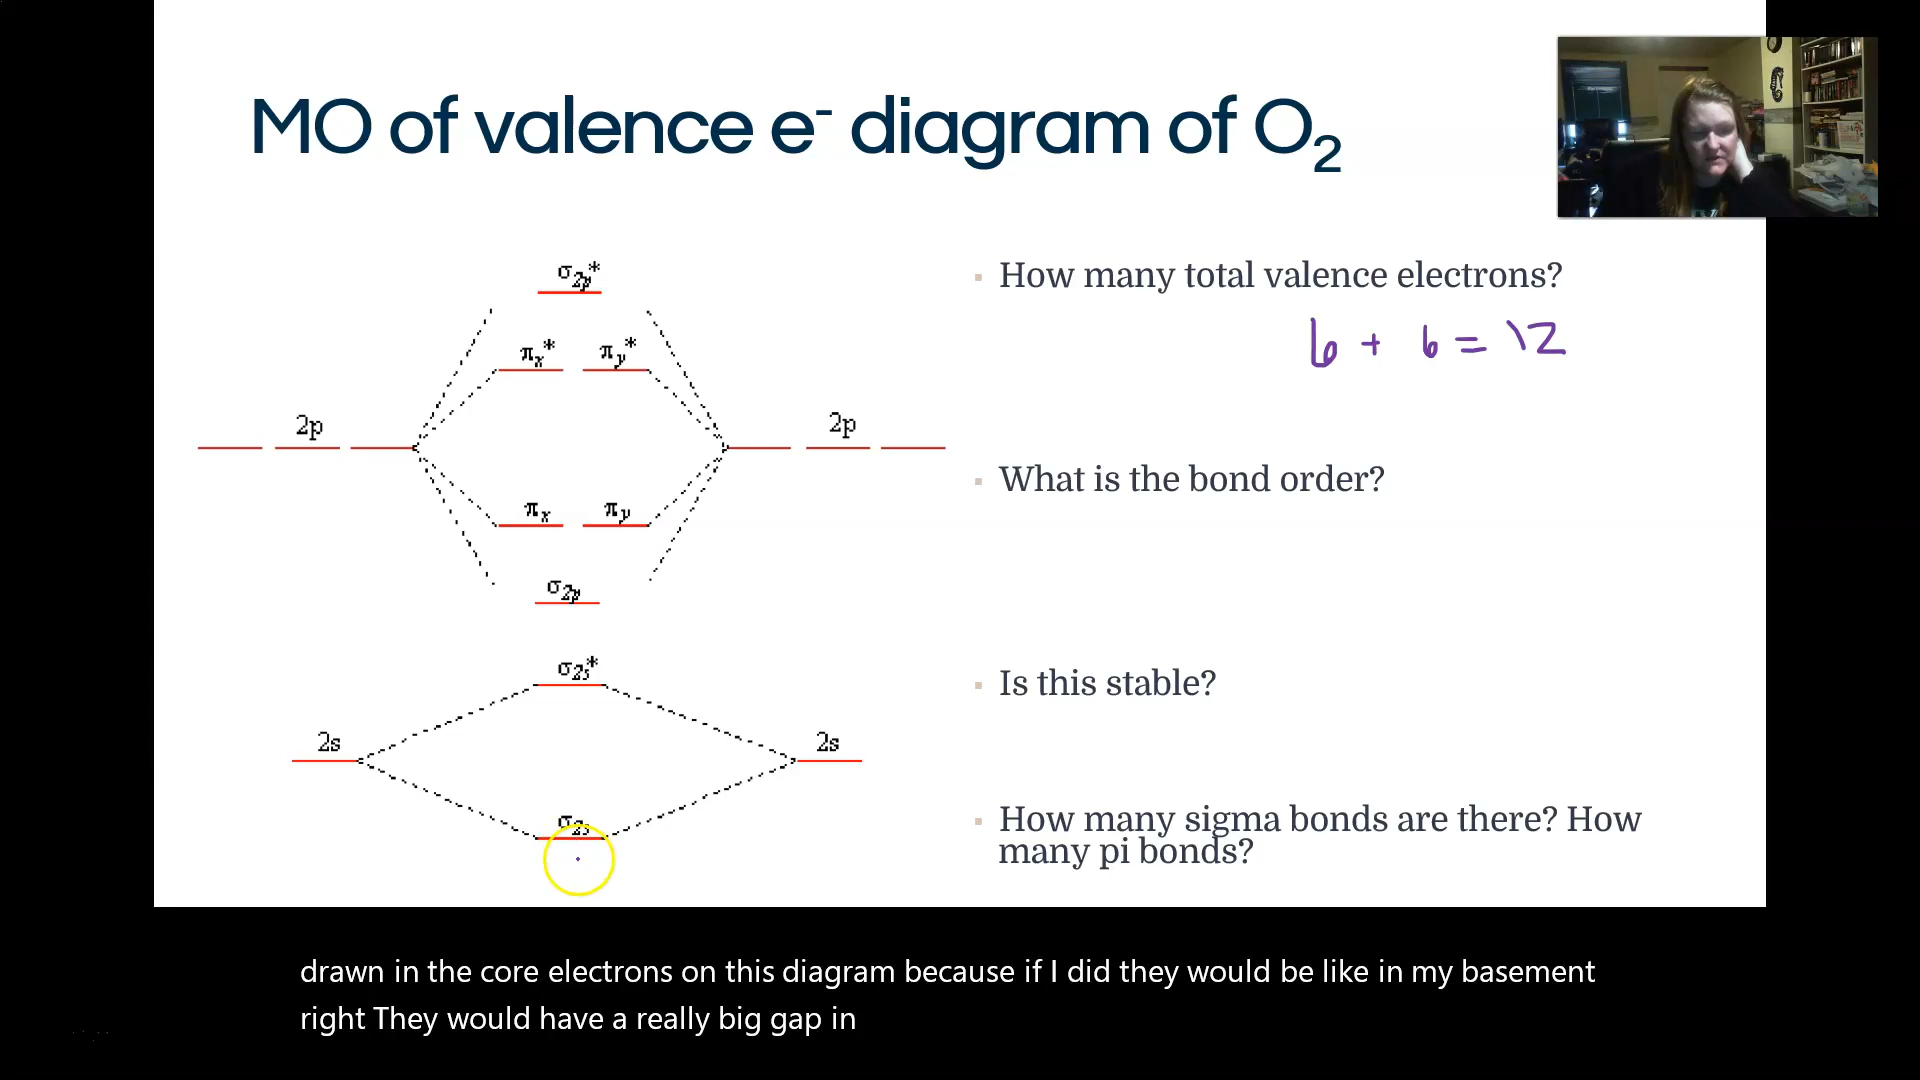 MO of valence e- diagram of O2
σ2p*
πx* πy*
2p 2p
πx πy
σ2p
σ2s*
2s 2s
σ2s
▪ How many total valence electrons?
6 + 6 = 12
▪ What is the bond order?
▪ Is this stable?
▪ How many sigma bonds are there? How
many pi bonds?
drawn in the core electrons on this diagram because if I did they would be like in my basement
right They would have a really big gap in